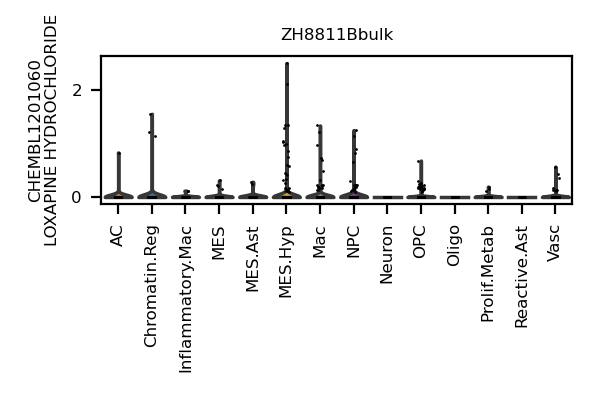 ZH8811Bbulk
CHEMBL1201060
LOXAPINE HYDROCHLORIDE
2
0
AC
Chromatin.Reg
Inflammatory.Mac
MES
MES.Ast
MES.Hyp
Mac
NPC
Neuron
OPC
Oligo
Prolif.Metab
Reactive.Ast
Vasc